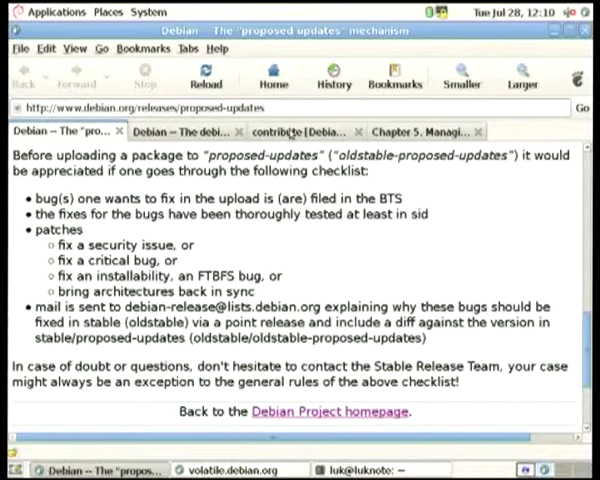 Applications Places System
Tue Jul 28, 12:10
Debian -- The "proposed updates" mechanism
File Edit View Go Bookmarks Tabs Help
Back Forward Stop Reload Home History Bookmarks Smaller Larger
http://www.debian.org/releases/proposed-updates Go
Debian -- The "pro... Debian -- The debi... contribute [Debia... Chapter 5. Managi...
Before uploading a package to "proposed-updates" ("oldstable-proposed-updates") it would
be appreciated if one goes through the following checklist:
bug(s) one wants to fix in the upload is (are) filed in the BTS
the fixes for the bugs have been thoroughly tested at least in sid
patches
fix a security issue, or
fix a critical bug, or
fix an installability, an FTBFS bug, or
bring architectures back in sync
mail is sent to debian-release@lists.debian.org explaining why these bugs should be
fixed in stable (oldstable) via a point release and include a diff against the version in
stable/proposed-updates (oldstable/oldstable-proposed-updates)
In case of doubt or questions, don't hesitate to contact the Stable Release Team, your case
might always be an exception to the general rules of the above checklist!
Back to the Debian Project homepage.
Debian -- The "propos... volatile.debian.org luk@luknote: ~